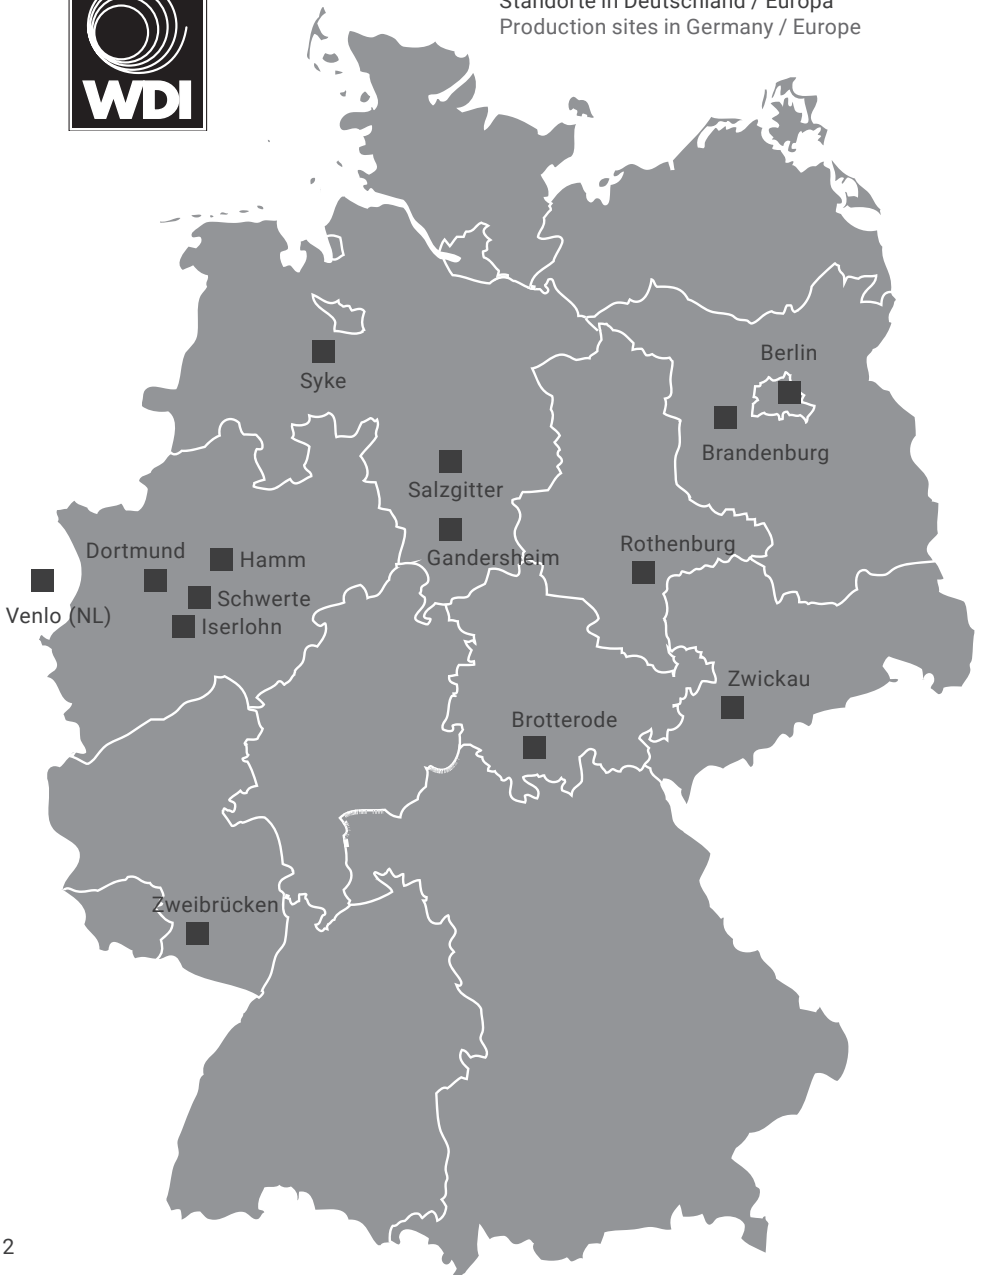 Standorte in Deutschland / Europa
Production sites in Germany / Europe
WDI
Berlin
Syke
Brandenburg
Salzgitter
Rothenburg
Dortmund
Hamm
Gandersheim
Schwerte
Venlo (NL)
Iserlohn
Zwickau
Brotterode
Zweibrücken
2